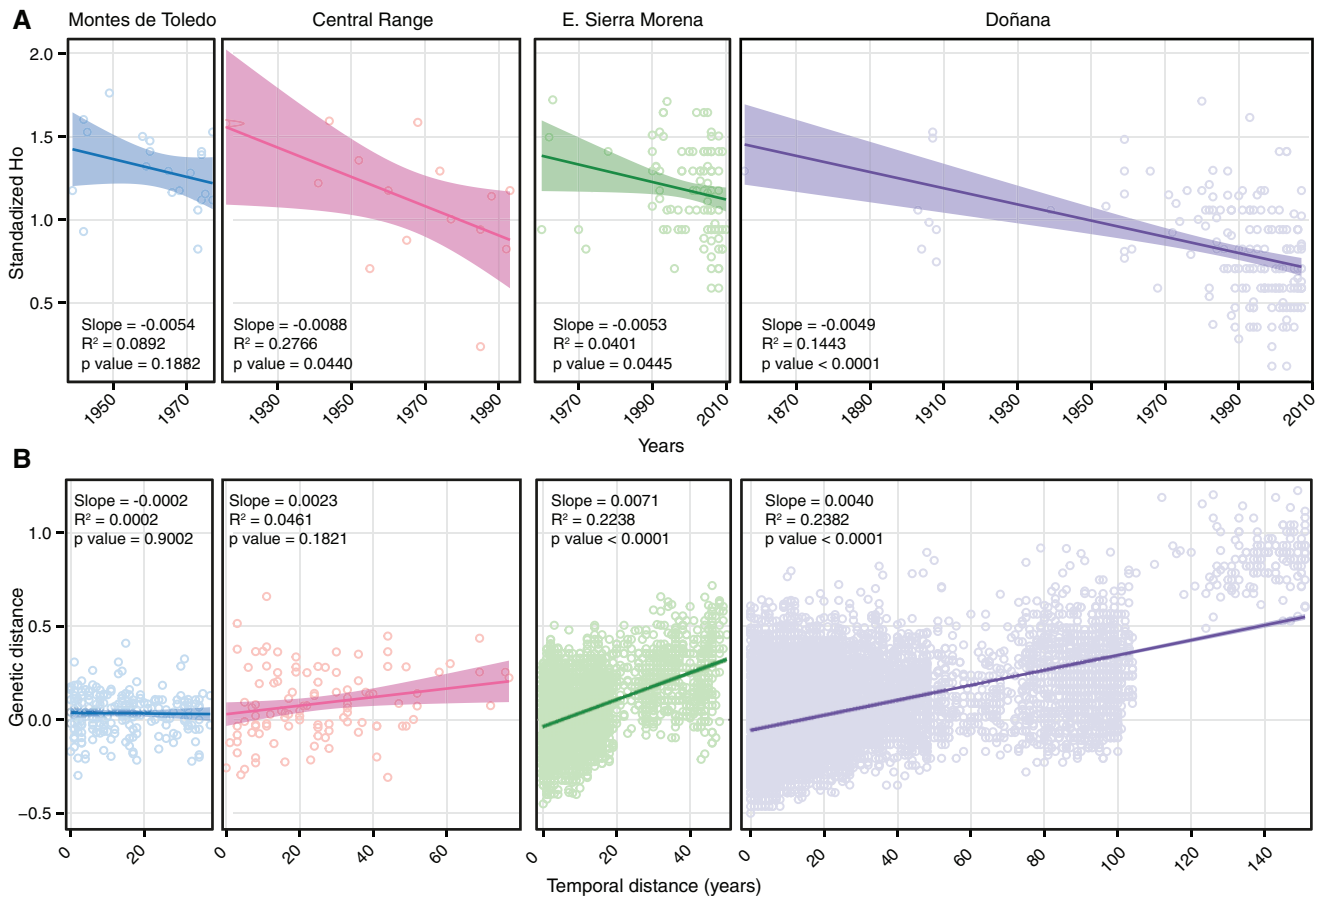 A
Montes de Toledo
Central Range
E. Sierra Morena
Doñana
Standardized Ho
2.0
1.5
1.0
0.5
Slope = -0.0054
R² = 0.0892
p value = 0.1882
Slope = -0.0088
R² = 0.2766
p value = 0.0440
Slope = -0.0053
R² = 0.0401
p value = 0.0445
Slope = -0.0049
R² = 0.1443
p value < 0.0001
1950 1970
1930 1950 1970 1990
1970 1990 2010
1870 1890 1910 1930 1950 1970 1990 2010
Years
B
Genetic distance
1.0
0.5
0.0
−0.5
Slope = -0.0002
R² = 0.0002
p value = 0.9002
Slope = 0.0023
R² = 0.0461
p value = 0.1821
Slope = 0.0071
R² = 0.2238
p value < 0.0001
Slope = 0.0040
R² = 0.2382
p value < 0.0001
0 20
0 20 40 60
0 20 40
0 20 40 60 80 100 120 140
Temporal distance (years)